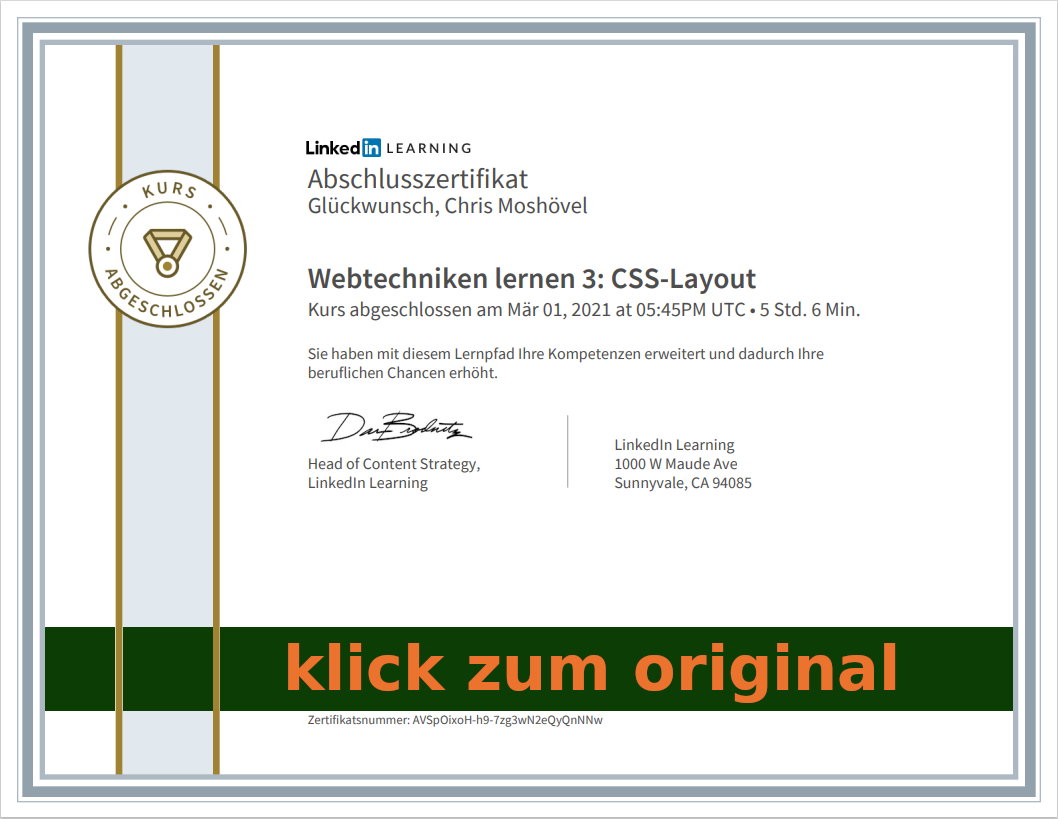 LinkedIn LEARNING
Abschlusszertifikat
Glückwunsch, Chris Moshövel
KURS
ABGESCHLOSSEN
Webtechniken lernen 3: CSS-Layout
Kurs abgeschlossen am Mär 01, 2021 at 05:45PM UTC • 5 Std. 6 Min.
Sie haben mit diesem Lernpfad Ihre Kompetenzen erweitert und dadurch Ihre
beruflichen Chancen erhöht.
Head of Content Strategy,
LinkedIn Learning
LinkedIn Learning
1000 W Maude Ave
Sunnyvale, CA 94085
klick zum original
Zertifikatsnummer: AVSpOixoH-h9-7zg3wN2eQyQnNNw